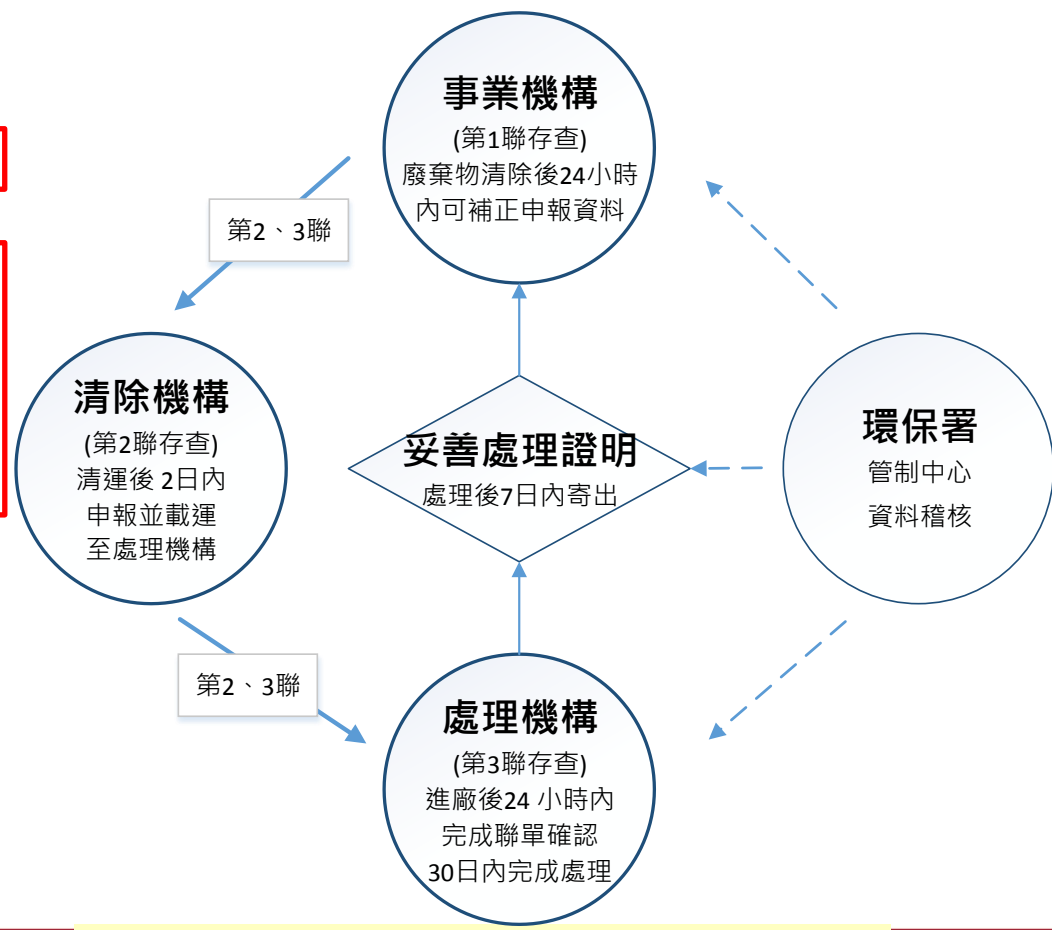 事業機構
(第1聯存查)
廢棄物清除後24小時
內可補正申報資料
第2、3聯
清除機構
(第2聯存查)
清運後 2日內
申報並載運
至處理機構
妥善處理證明
處理後7日內寄出
環保署
管制中心
資料稽核
第2、3聯
處理機構
(第3聯存查)
進廠後24 小時內
完成聯單確認
30日內完成處理